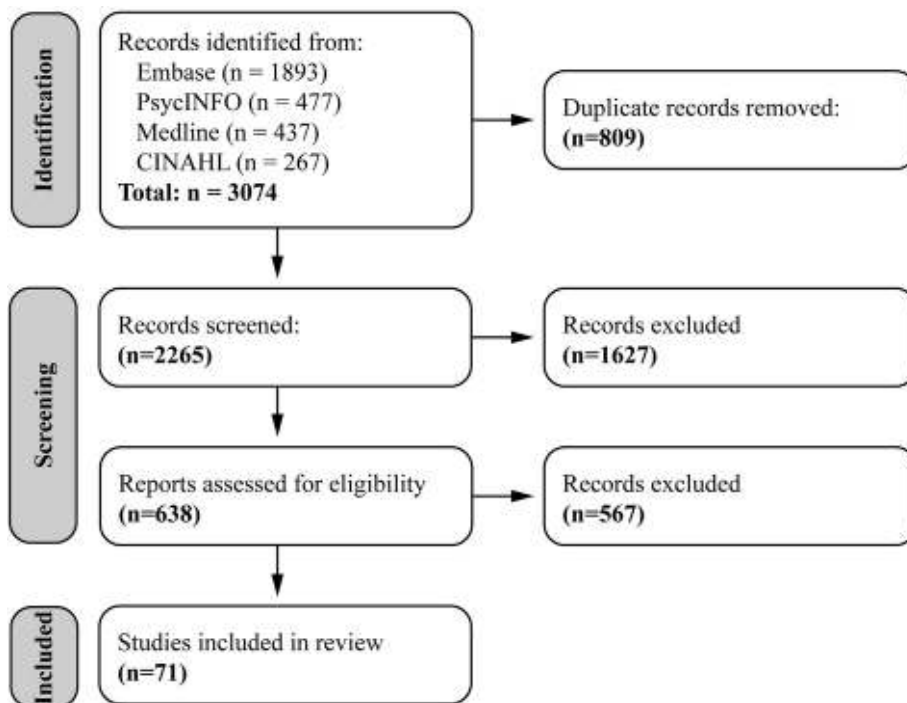 Identification
Records identified from:
Embase (n = 1893)
PsycINFO (n = 477)
Medline (n = 437)
CINAHL (n = 267)
Total: n = 3074
Duplicate records removed:
(n=809)
Screening
Records screened:
(n=2265)
Records excluded
(n=1627)
Reports assessed for eligibility
(n=638)
Records excluded
(n=567)
Included
Studies included in review
(n=71)